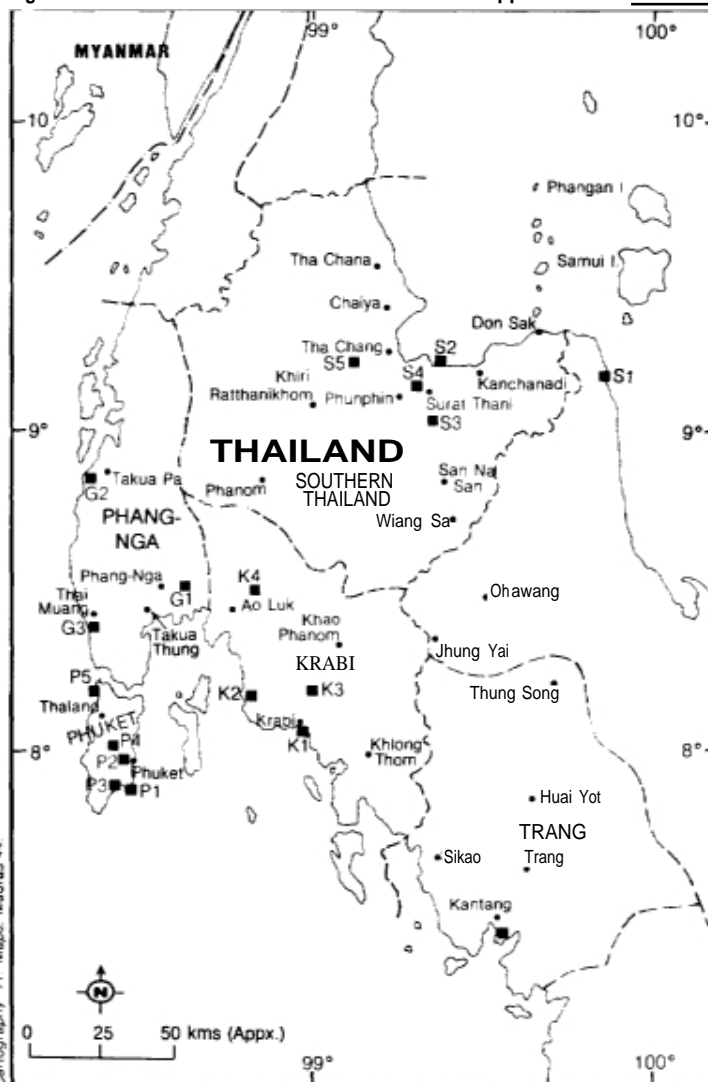 99°
100°
MYANMAR
10°
10°
Phangan I
Samui I.
Tha Chana
Chaiya
Don Sak
Tha Chang
S2
S5
S4
Khiri
Ratthanikhom
Phunphin
Kanchanadi
S1
Surat Thani
S3
9°
9°
THAILAND
SOUTHERN
THAILAND
Takua Pa
G2
Phanom
San Na
San
Wiang Sa
PHANG-
NGA
Phang-Nga
G1
K4
Ao Luk
Thai
Muang
G3
Takua
Thung
Khao
Phanom
KRABI
Ohawang
Jhung Yai
P5
K2
K3
Thung Song
Thaland
PHUKET
P4
P2
Phuket
Krabi
K1
Khlong
Thom
8°
8°
P3
P1
Huai Yot
TRANG
Sikao
Trang
Kantang
N
0 25 50 kms (Appx.)
99°
100°